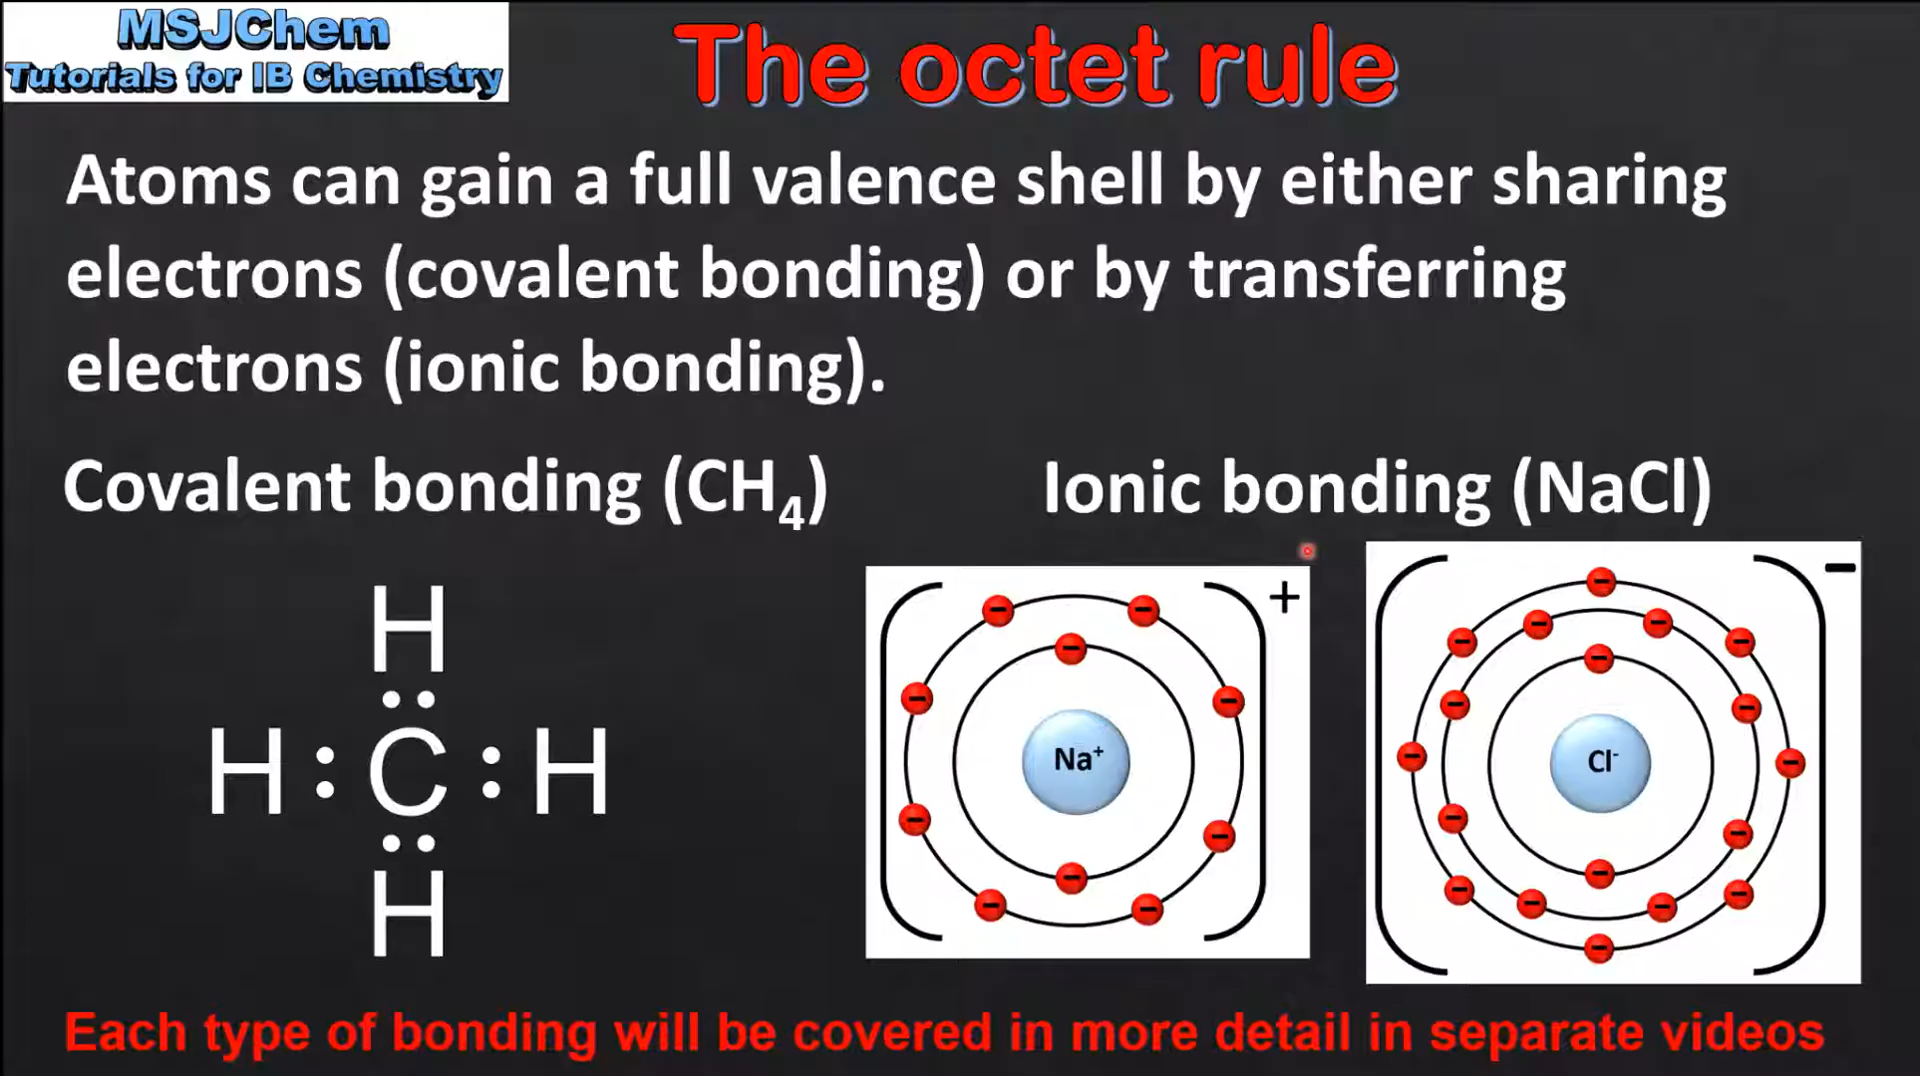 MSJChem
Tutorials for IB Chemistry
The octet rule
Atoms can gain a full valence shell by either sharing
electrons (covalent bonding) or by transferring
electrons (ionic bonding).
Covalent bonding (CH₄)
Ionic bonding (NaCl)
H
H : C : H
H
+
Na⁺
−
Cl⁻
Each type of bonding will be covered in more detail in separate videos